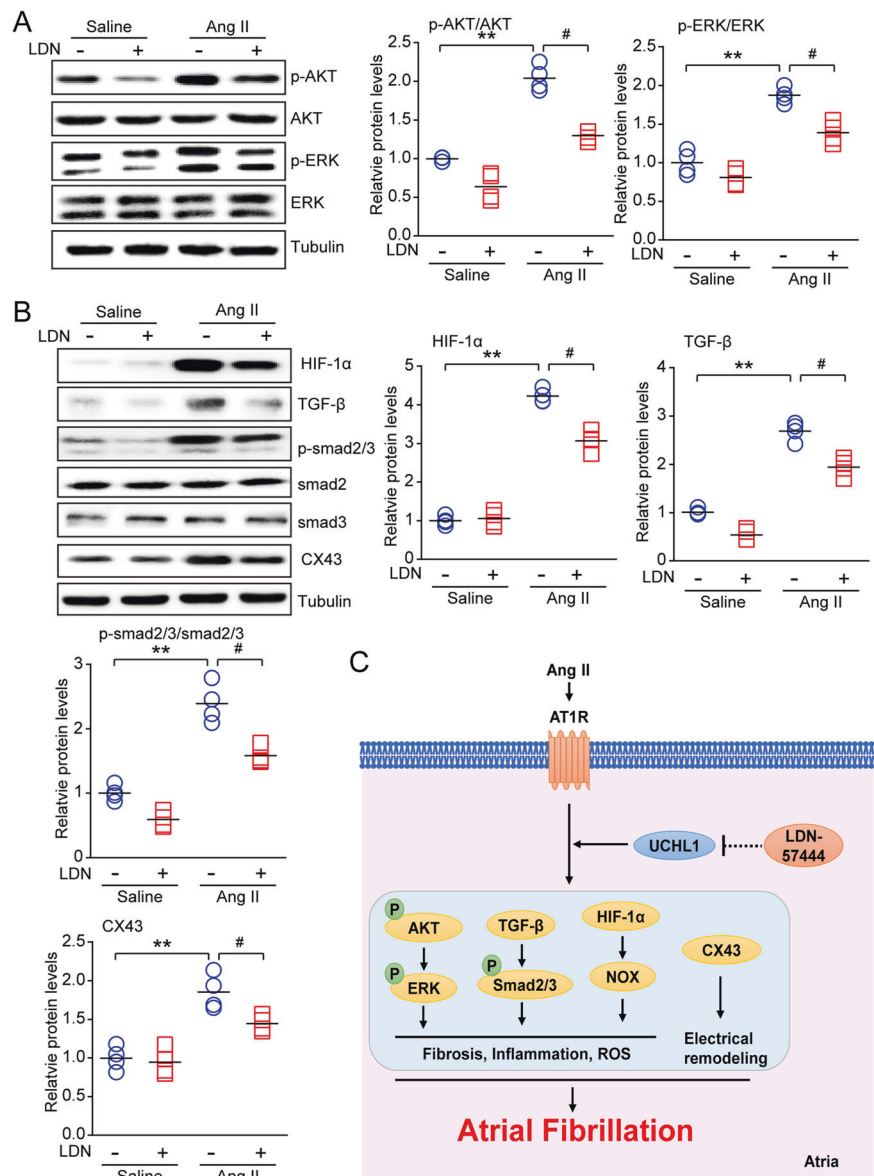 A
Saline Ang II
LDN - + - +
p-AKT
AKT
p-ERK
ERK
Tubulin
p-AKT/AKT
** #
Relatvie protein levels
2.5
2.0
1.5
1.0
0.5
0.0
LDN - + - +
Saline Ang II
p-ERK/ERK
** #
Relatvie protein levels
2.5
2.0
1.5
1.0
0.5
0.0
LDN - + - +
Saline Ang II
B
Saline Ang II
LDN - + - +
HIF-1α
TGF-β
p-smad2/3
smad2
smad3
CX43
Tubulin
HIF-1α
** #
Relatvie protein levels
5
4
3
2
1
0
LDN - + - +
Saline Ang II
TGF-β
** #
Relatvie protein levels
4
3
2
1
0
LDN - + - +
Saline Ang II
p-smad2/3/smad2/3
** #
Relatvie protein levels
3
2
1
0
LDN - + - +
Saline Ang II
CX43
** #
Relatvie protein levels
2.5
2.0
1.5
1.0
0.5
0.0
LDN - + - +
Saline Ang II
C
Ang II
AT1R
UCHL1
LDN-
57444
P
AKT
P
ERK
TGF-β
P
Smad2/3
HIF-1α
NOX
CX43
Fibrosis, Inflammation, ROS
Electrical
remodeling
Atrial Fibrillation
Atria